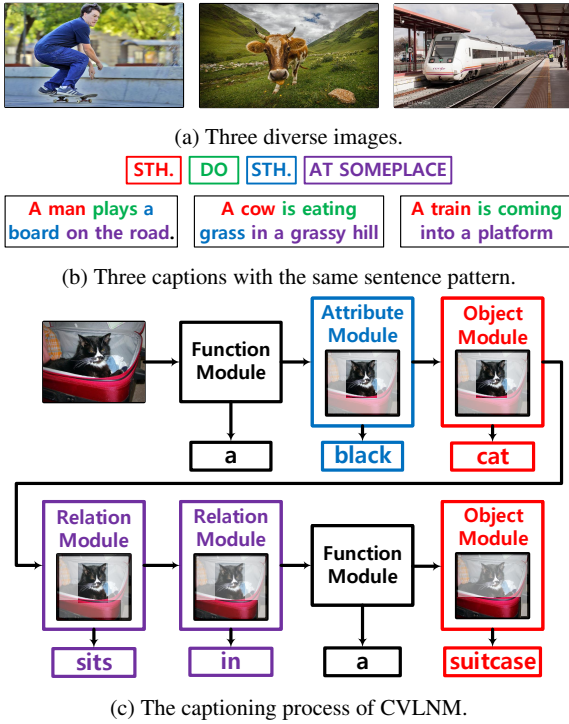 (a) Three diverse images.
STH. DO STH. AT SOMEPLACE
A man plays a
board on the road.
A cow is eating
grass in a grassy hill
A train is coming
into a platform
(b) Three captions with the same sentence pattern.
Function
Module
Attribute
Module
Object
Module
a
black
cat
Relation
Module
Relation
Module
Function
Module
Object
Module
sits
in
a
suitcase
(c) The captioning process of CVLNM.